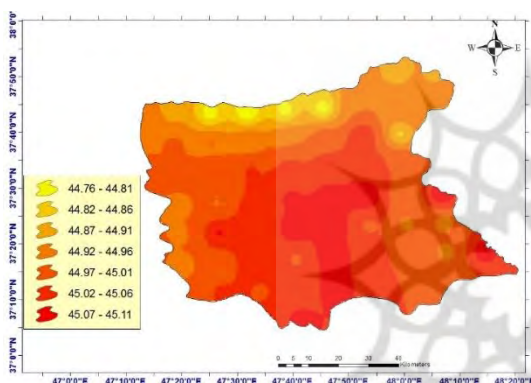 N
W E
S
38°0'0"
37°50'0"N
37°40'0"N
37°30'0"N
37°20'0"N
37°10'0"N
37°0'0"N
44.76 - 44.81
44.82 - 44.86
44.87 - 44.91
44.92 - 44.96
44.97 - 45.01
45.02 - 45.06
45.07 - 45.11
0 5 10 20 30 40
Kilometers
47°0'0"E 47°10'0"E 47°20'0"E 47°30'0"E 47°40'0"E 47°50'0"E 48°0'0"E 48°10'0"E 48°20'0"E